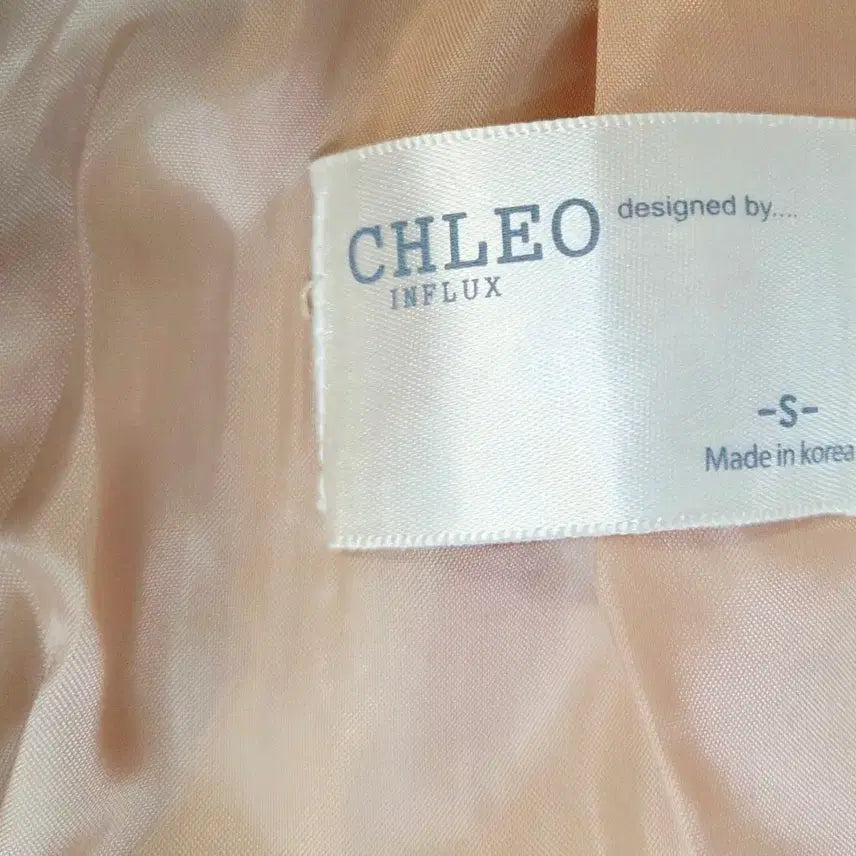 CHLEO designed by....
INFLUX
-S-
Made in korea